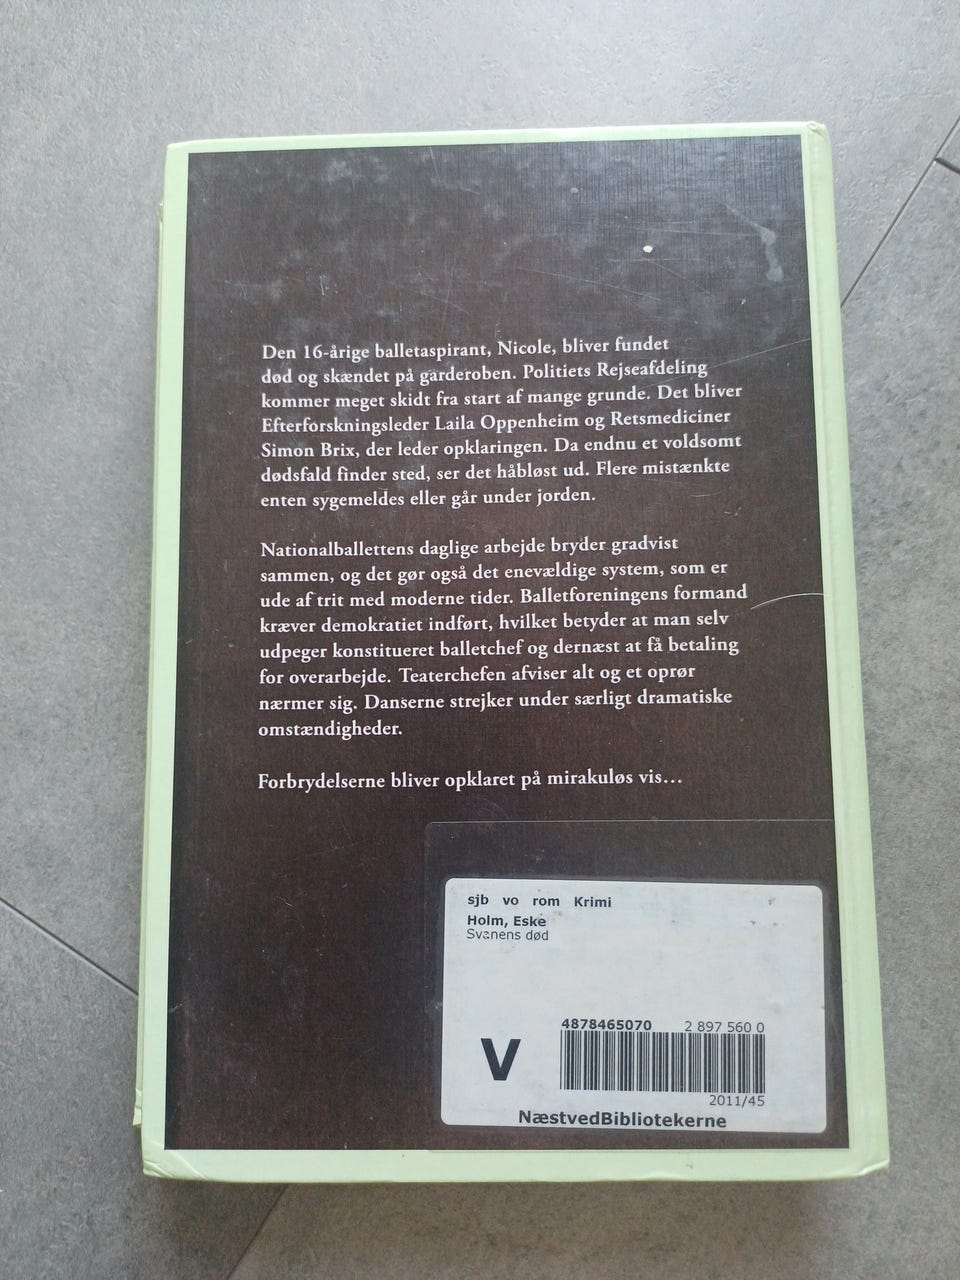 Den 16-årige balletaspirant, Nicole, bliver fundet
død og skændet på garderoben. Politiets Rejseafdeling
kommer meget skidt fra start af mange grunde. Det bliver
Efterforskningsleder Laila Oppenheim og Retsmediciner
Simon Brix, der leder opklaringen. Da endnu et voldsomt
dødsfald finder sted, ser det håbløst ud. Flere mistænkte
enten sygemeldes eller går under jorden.
Nationalballettens daglige arbejde bryder gradvist
sammen, og det gør også det enevældige system, som er
ude af trit med moderne tider. Balletforeningens formand
kræver demokratiet indført, hvilket betyder at man selv
udpeger konstitueret balletchef og dernæst at få betaling
for overarbejde. Teaterchefen afviser alt og et oprør
nærmer sig. Danserne strejker under særligt dramatiske
omstændigheder.
Forbrydelserne bliver opklaret på mirakuløs vis...
sjb vo rom Krimi
Holm, Eske
Svanens død
4878465070 2 897 560 0
V
2011/45
NæstvedBibliotekerne